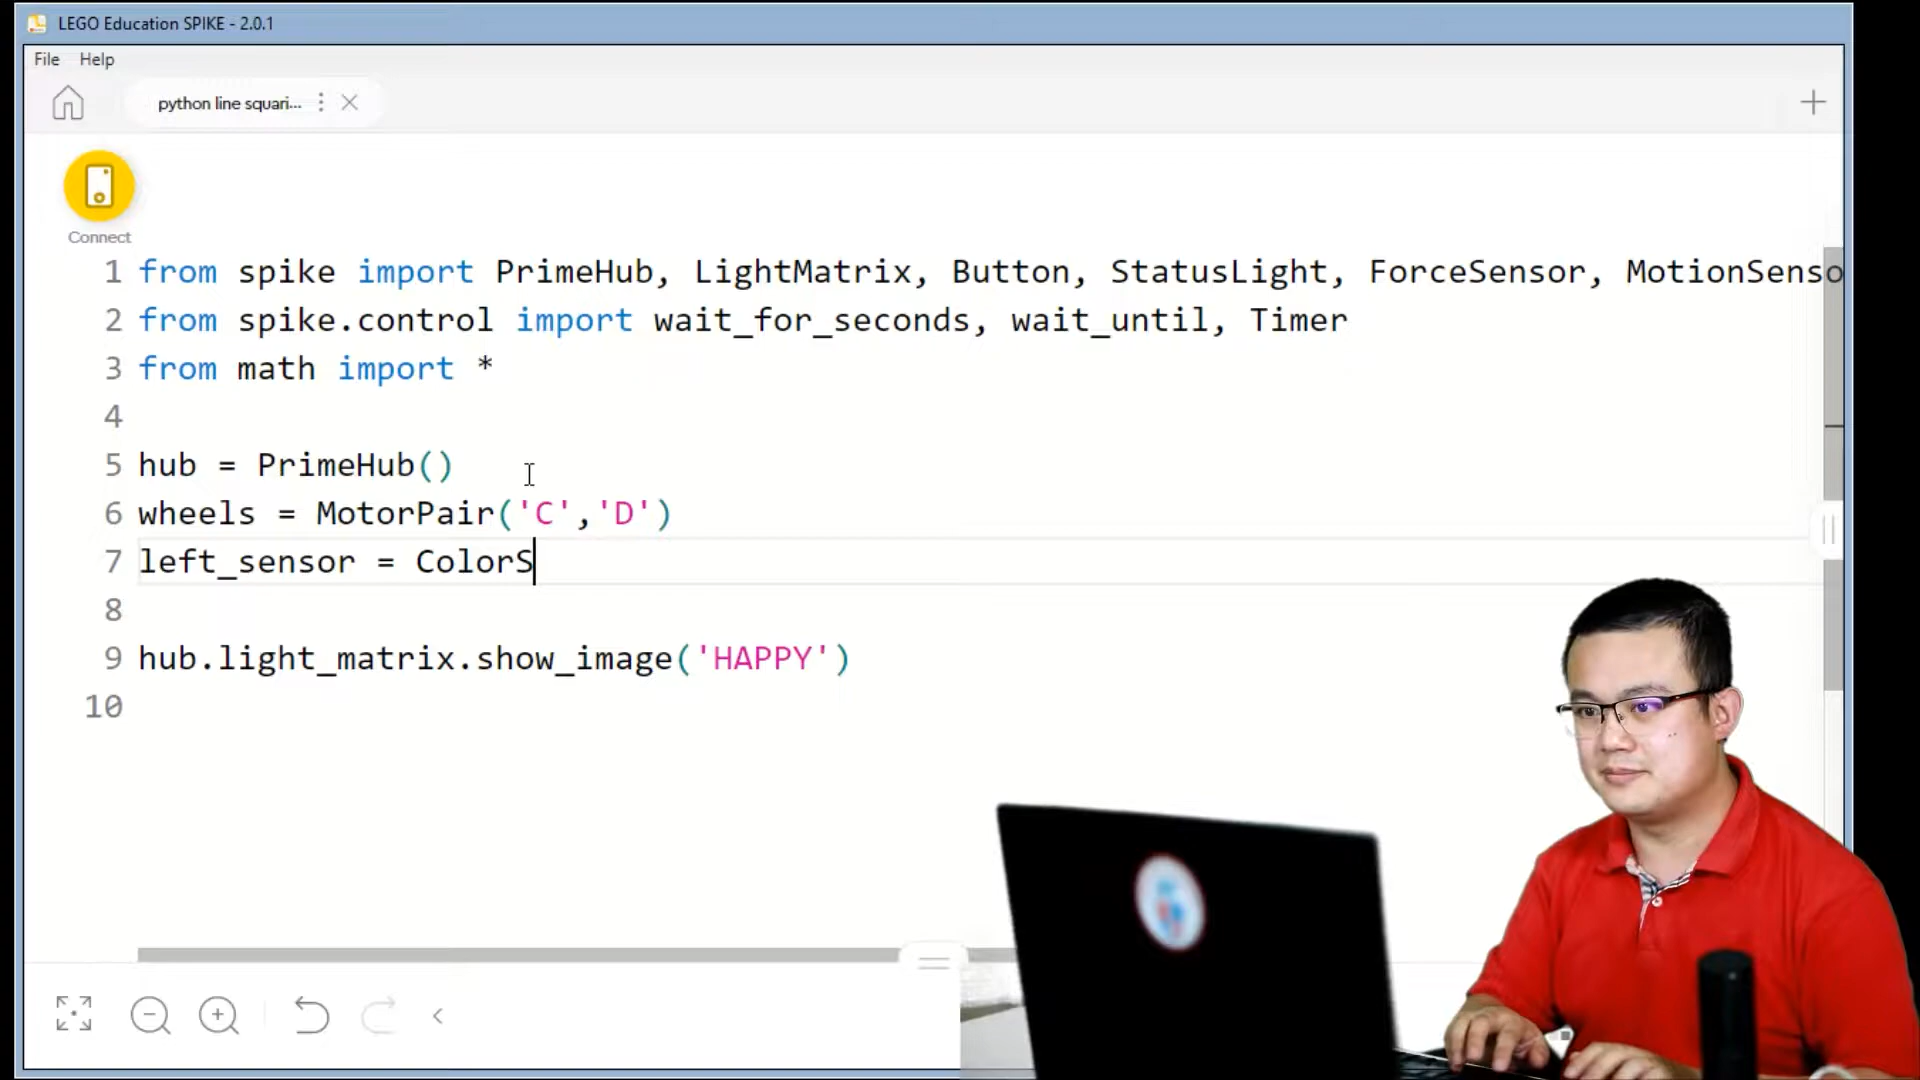 LEGO Education SPIKE - 2.0.1
File Help
python line squari...
Connect
1 from spike import PrimeHub, LightMatrix, Button, StatusLight, ForceSensor, MotionSenso
2 from spike.control import wait_for_seconds, wait_until, Timer
3 from math import *
4
5 hub = PrimeHub()
6 wheels = MotorPair('C','D')
7 left_sensor = ColorS
8
9 hub.light_matrix.show_image('HAPPY')
10